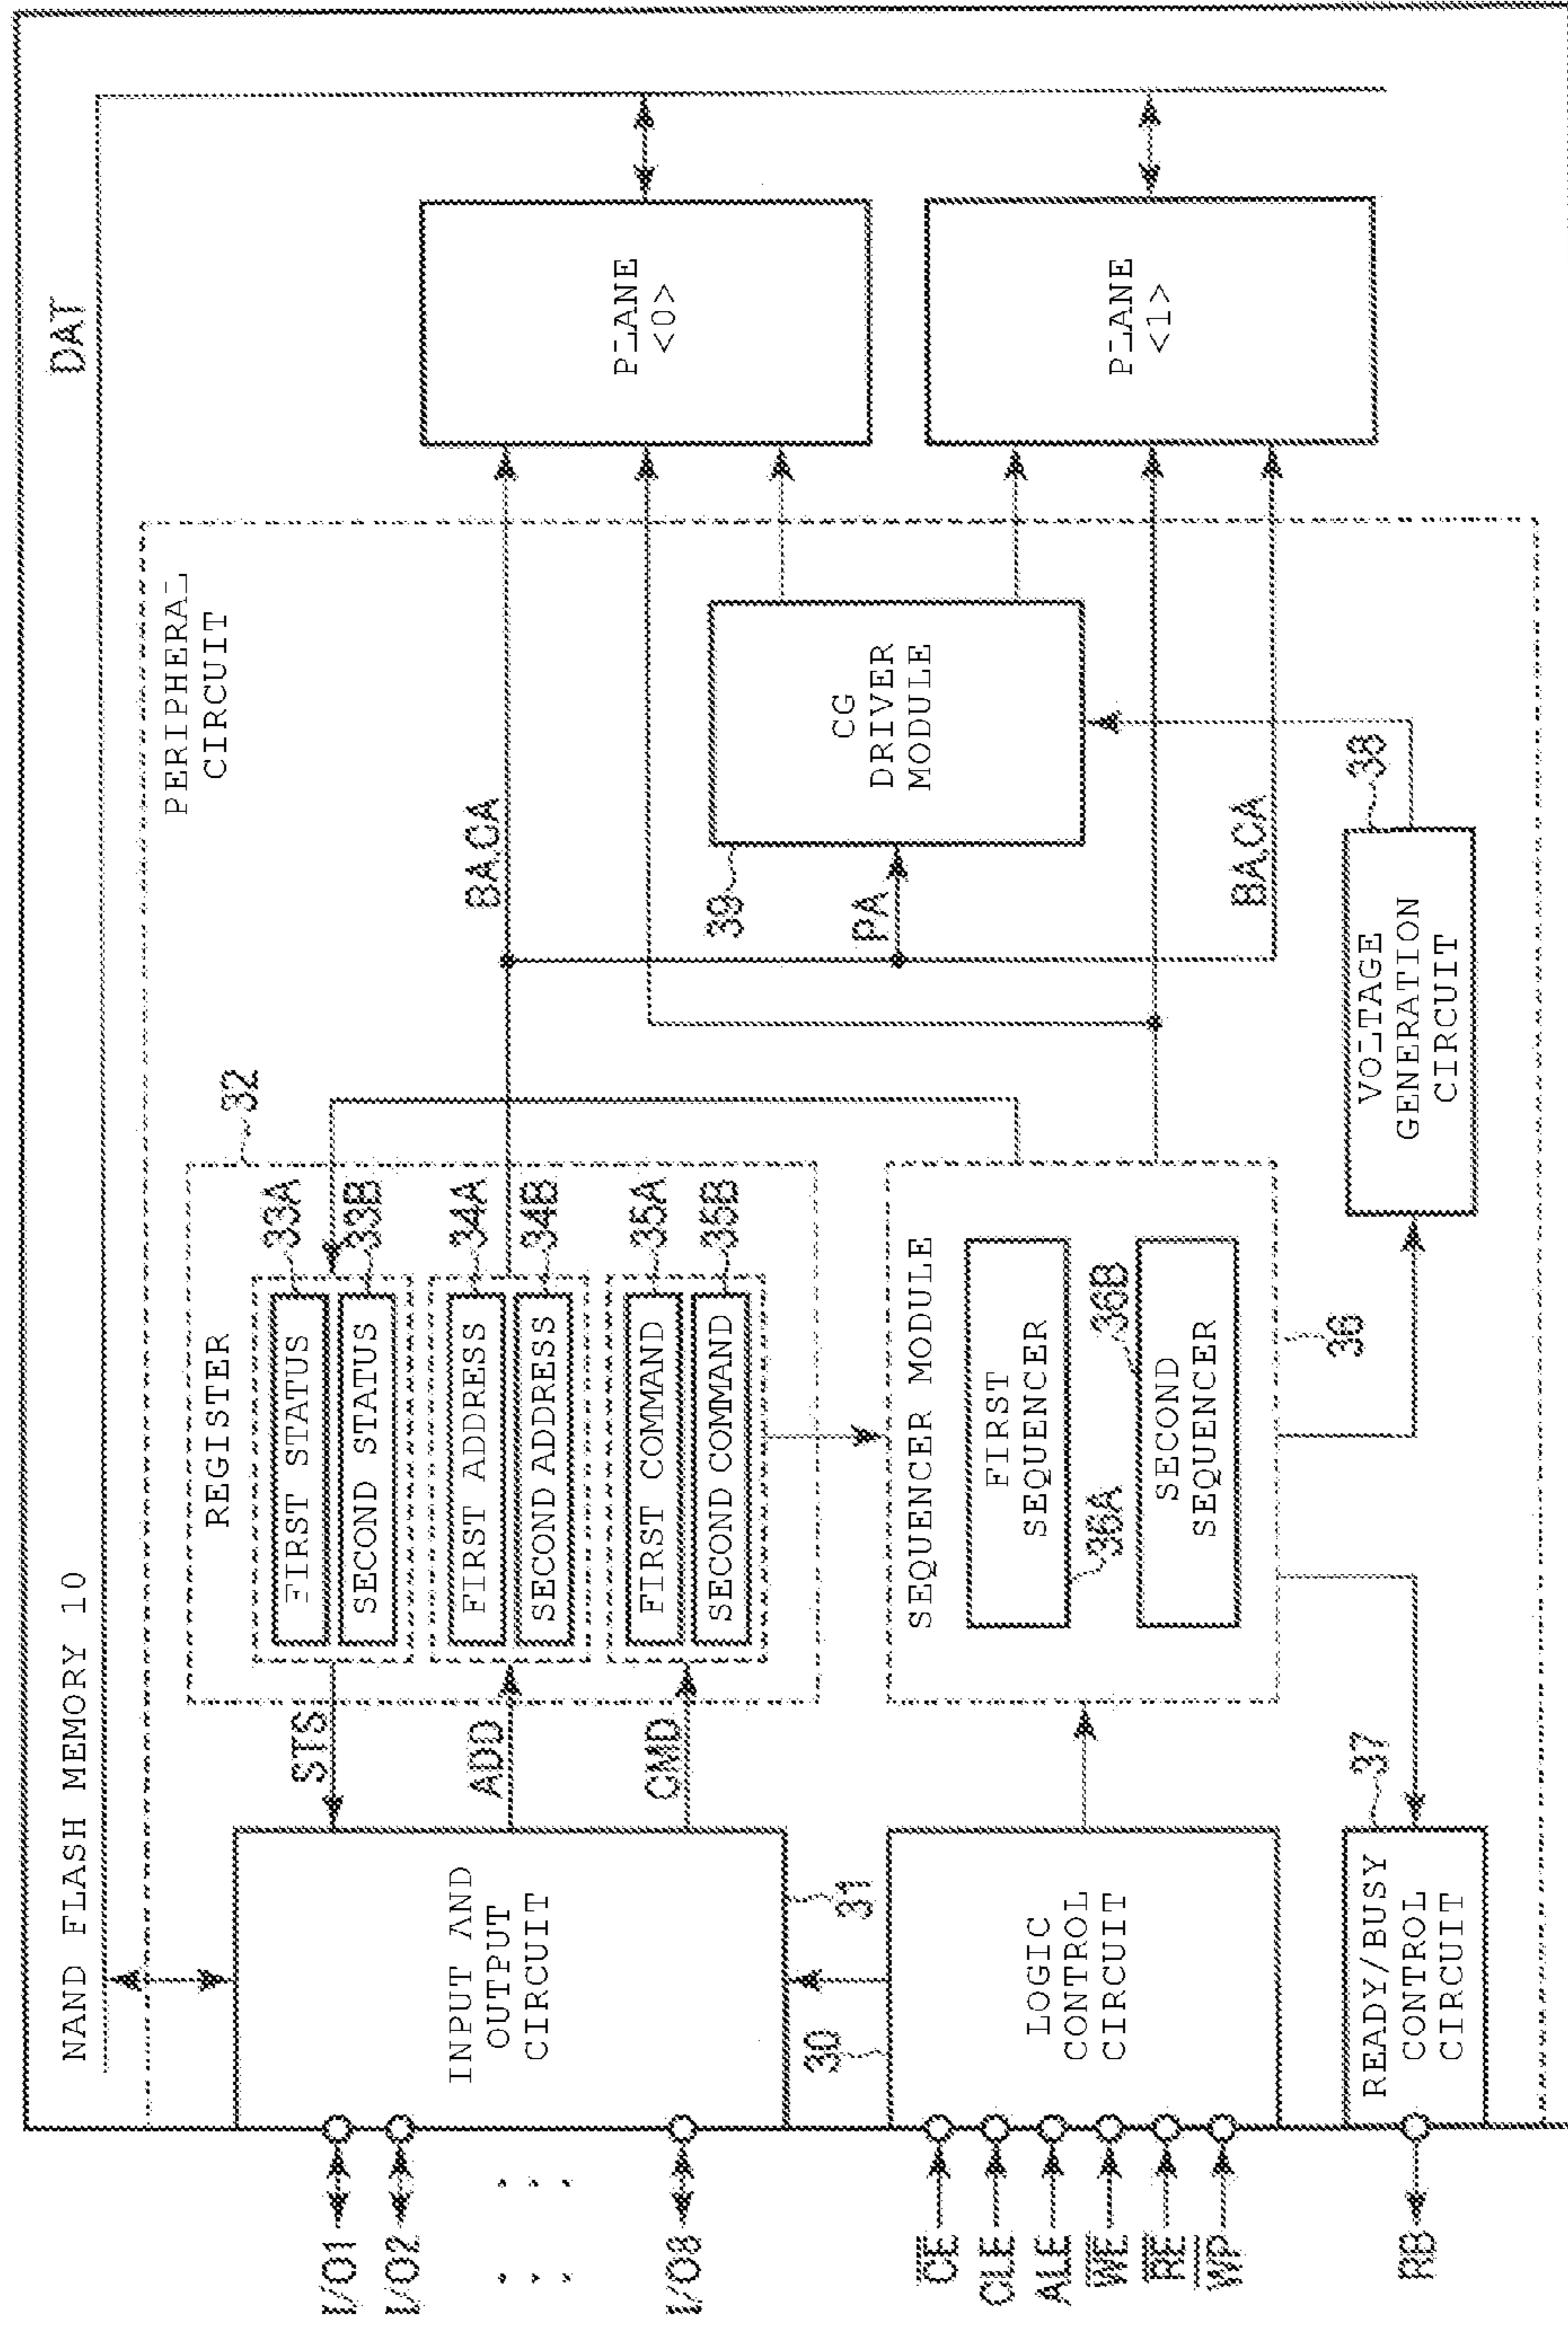 NAND FLASH MEMORY 10
DAT
PERIPHERAL
CIRCUIT
I/O1
I/O2
I/O8
INPUT AND
OUTPUT
CIRCUIT
31
STS
ADD
CMD
REGISTER
32
FIRST STATUS
33A
SECOND STATUS
33B
FIRST ADDRESS
34A
SECOND ADDRESS
34B
FIRST COMMAND
35A
SECOND COMMAND
35B
BA,CA
PLANE
<0>
39
PA
CG
DRIVER
MODULE
PLANE
<1>
BA,CA
CE
CLE
ALE
WE
RE
WP
30
LOGIC
CONTROL
CIRCUIT
SEQUENCER MODULE
FIRST
SEQUENCER
36A
36B
SECOND
SEQUENCER
36
VOLTAGE
GENERATION
CIRCUIT
38
RB
READY/BUSY
CONTROL
CIRCUIT
37